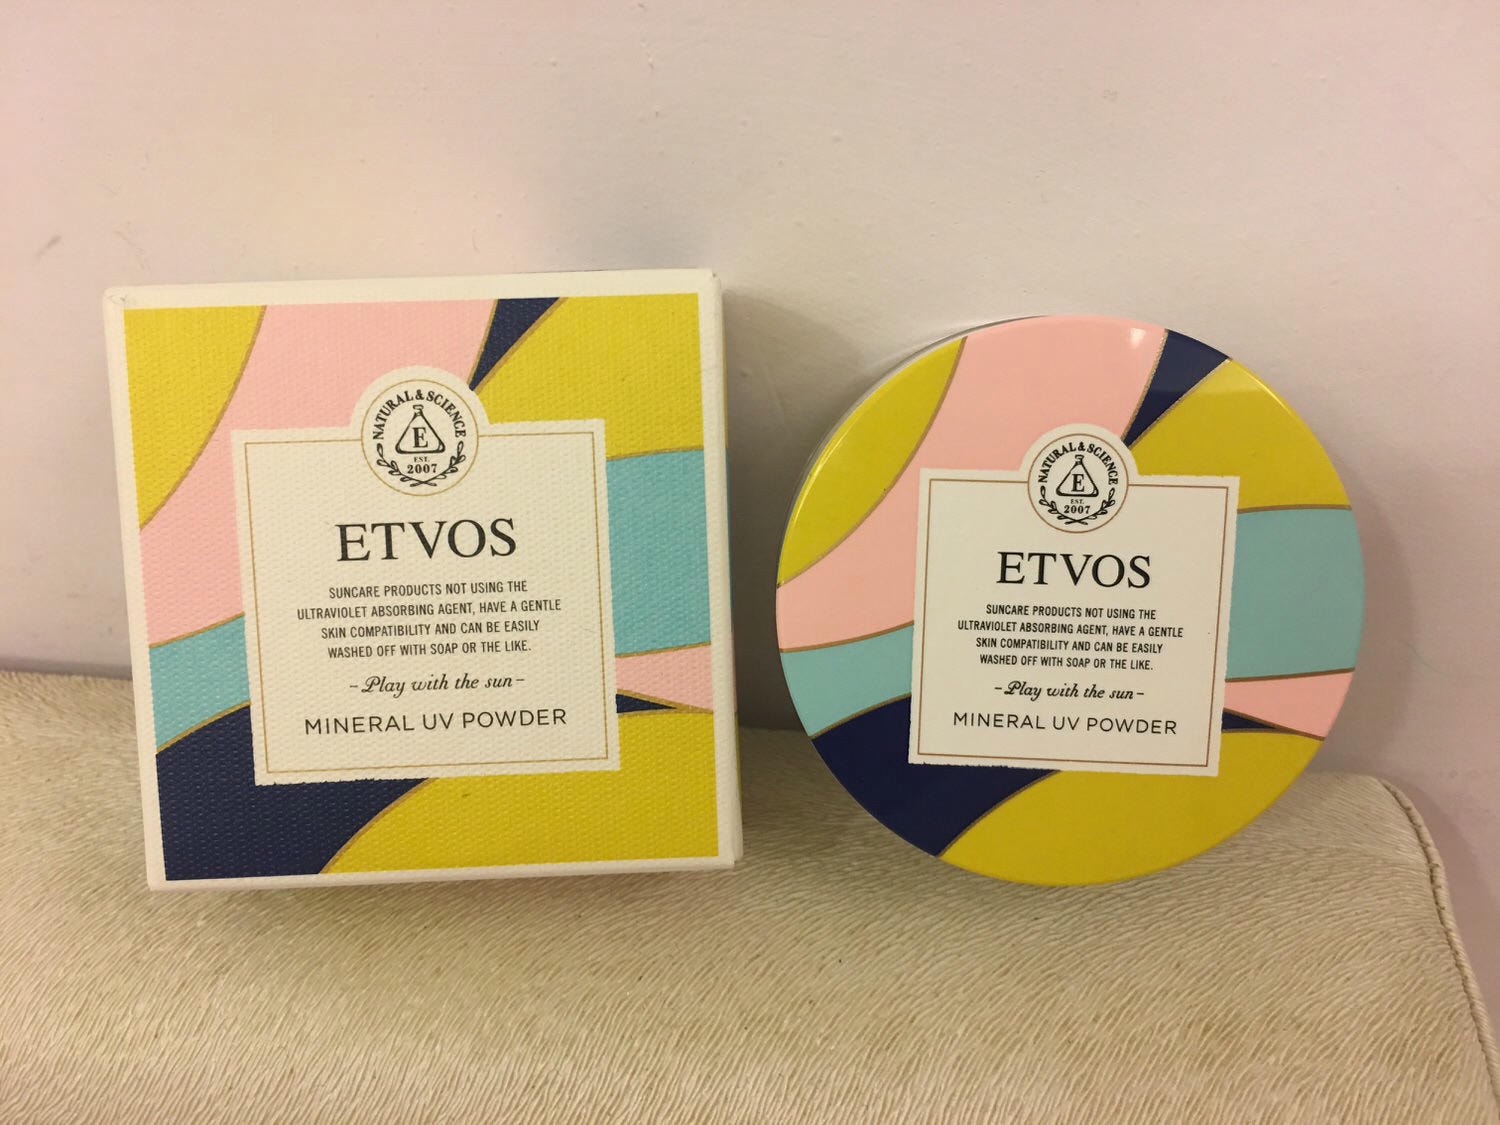 NATURAL & SCIENCE
E
EST.
2007
ETVOS
SUNCARE PRODUCTS NOT USING THE
ULTRAVIOLET ABSORBING AGENT, HAVE A GENTLE
SKIN COMPATIBILITY AND CAN BE EASILY
WASHED OFF WITH SOAP OR THE LIKE.
- Play with the sun -
MINERAL UV POWDER
NATURAL & SCIENCE
E
EST.
2007
ETVOS
SUNCARE PRODUCTS NOT USING THE
ULTRAVIOLET ABSORBING AGENT, HAVE A GENTLE
SKIN COMPATIBILITY AND CAN BE EASILY
WASHED OFF WITH SOAP OR THE LIKE.
- Play with the sun -
MINERAL UV POWDER